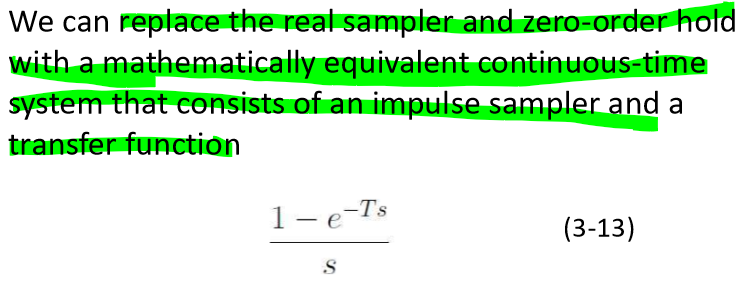 We can replace the real sampler and zero-order hold
with a mathematically equivalent continuous-time
system that consists of an impulse sampler and a
transfer function
1 − e^{−Ts}
s
(3-13)